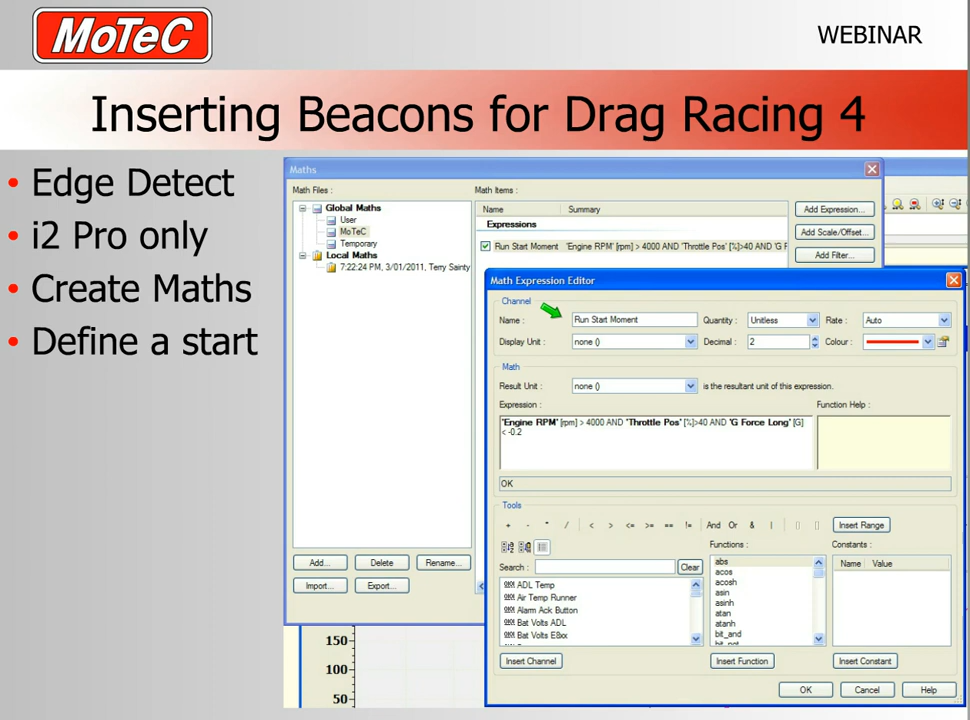 MoTeC
WEBINAR
Inserting Beacons for Drag Racing 4
• Edge Detect
• i2 Pro only
• Create Maths
• Define a start
Maths
Math Files :
Global Maths
User
MoTeC
Temporary
Local Maths
7:22:24 PM, 3/01/2011, Terry Sainty
Add...
Delete
Rename...
Import...
Export...
Math Items :
Name Summary
Expressions
Run Start Moment 'Engine RPM' [rpm] > 4000 AND 'Throttle Pos' [%]>40 AND 'G F
Add Expression...
Add Scale/Offset...
Add Filter...
Math Expression Editor
Channel
Name : Run Start Moment Quantity : Unitless Rate : Auto
Display Unit : none () Decimal : 2 Colour :
Math
Result Unit : none () is the resultant unit of this expression.
Expression : Function Help :
'Engine RPM' [rpm] > 4000 AND 'Throttle Pos' [%]>40 AND 'G Force Long' [G]
< -0.2
OK
Tools
+ - * / < > <= >= == != And Or & | Insert Range
Functions : Constants :
Search : Clear
ADL Temp
Air Temp Runner
Alarm Ack Button
Bat Volts ADL
Bat Volts E8xx
abs
acos
acosh
asin
asinh
atan
atanh
bit_and
bit_not
Name Value
Insert Channel Insert Function Insert Constant
OK Cancel Help
150
100
50